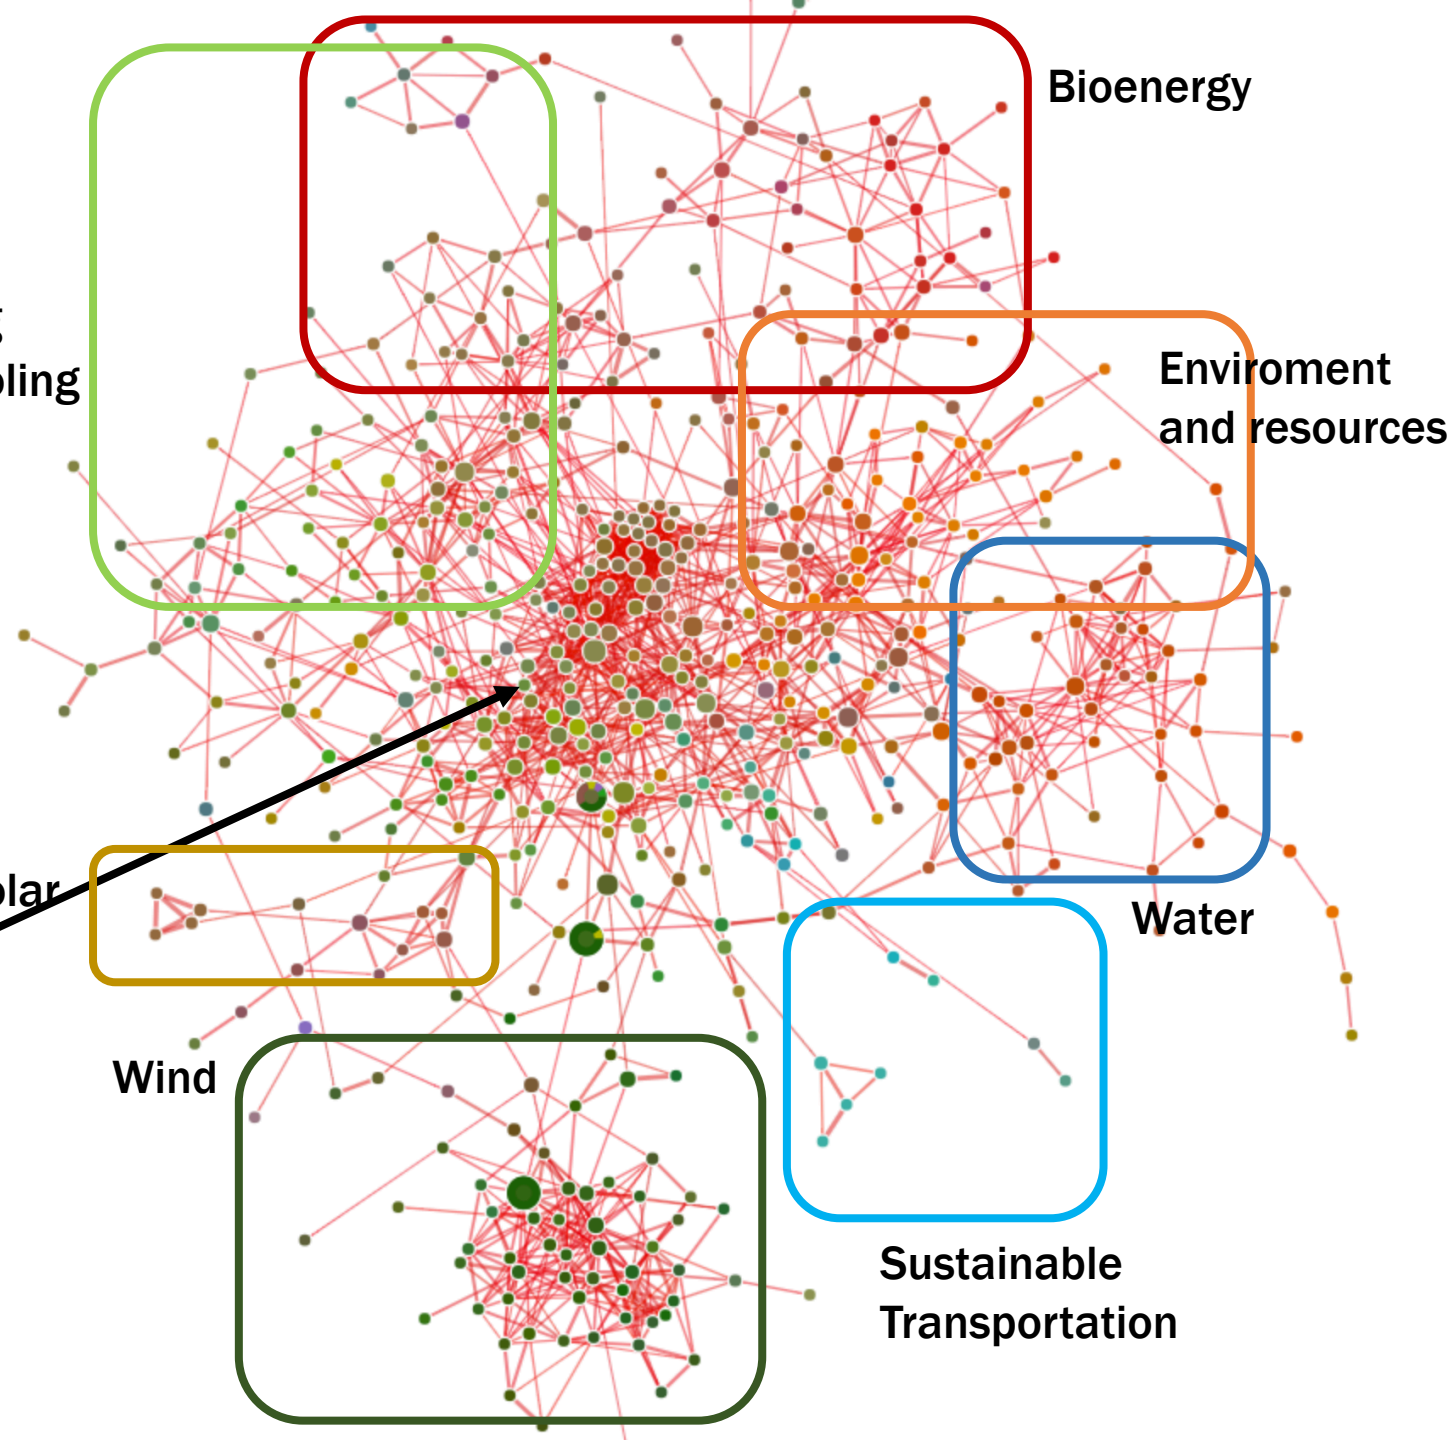 Bioenergy
Enviroment
and resources
Water
Wind
Sustainable
Transportation